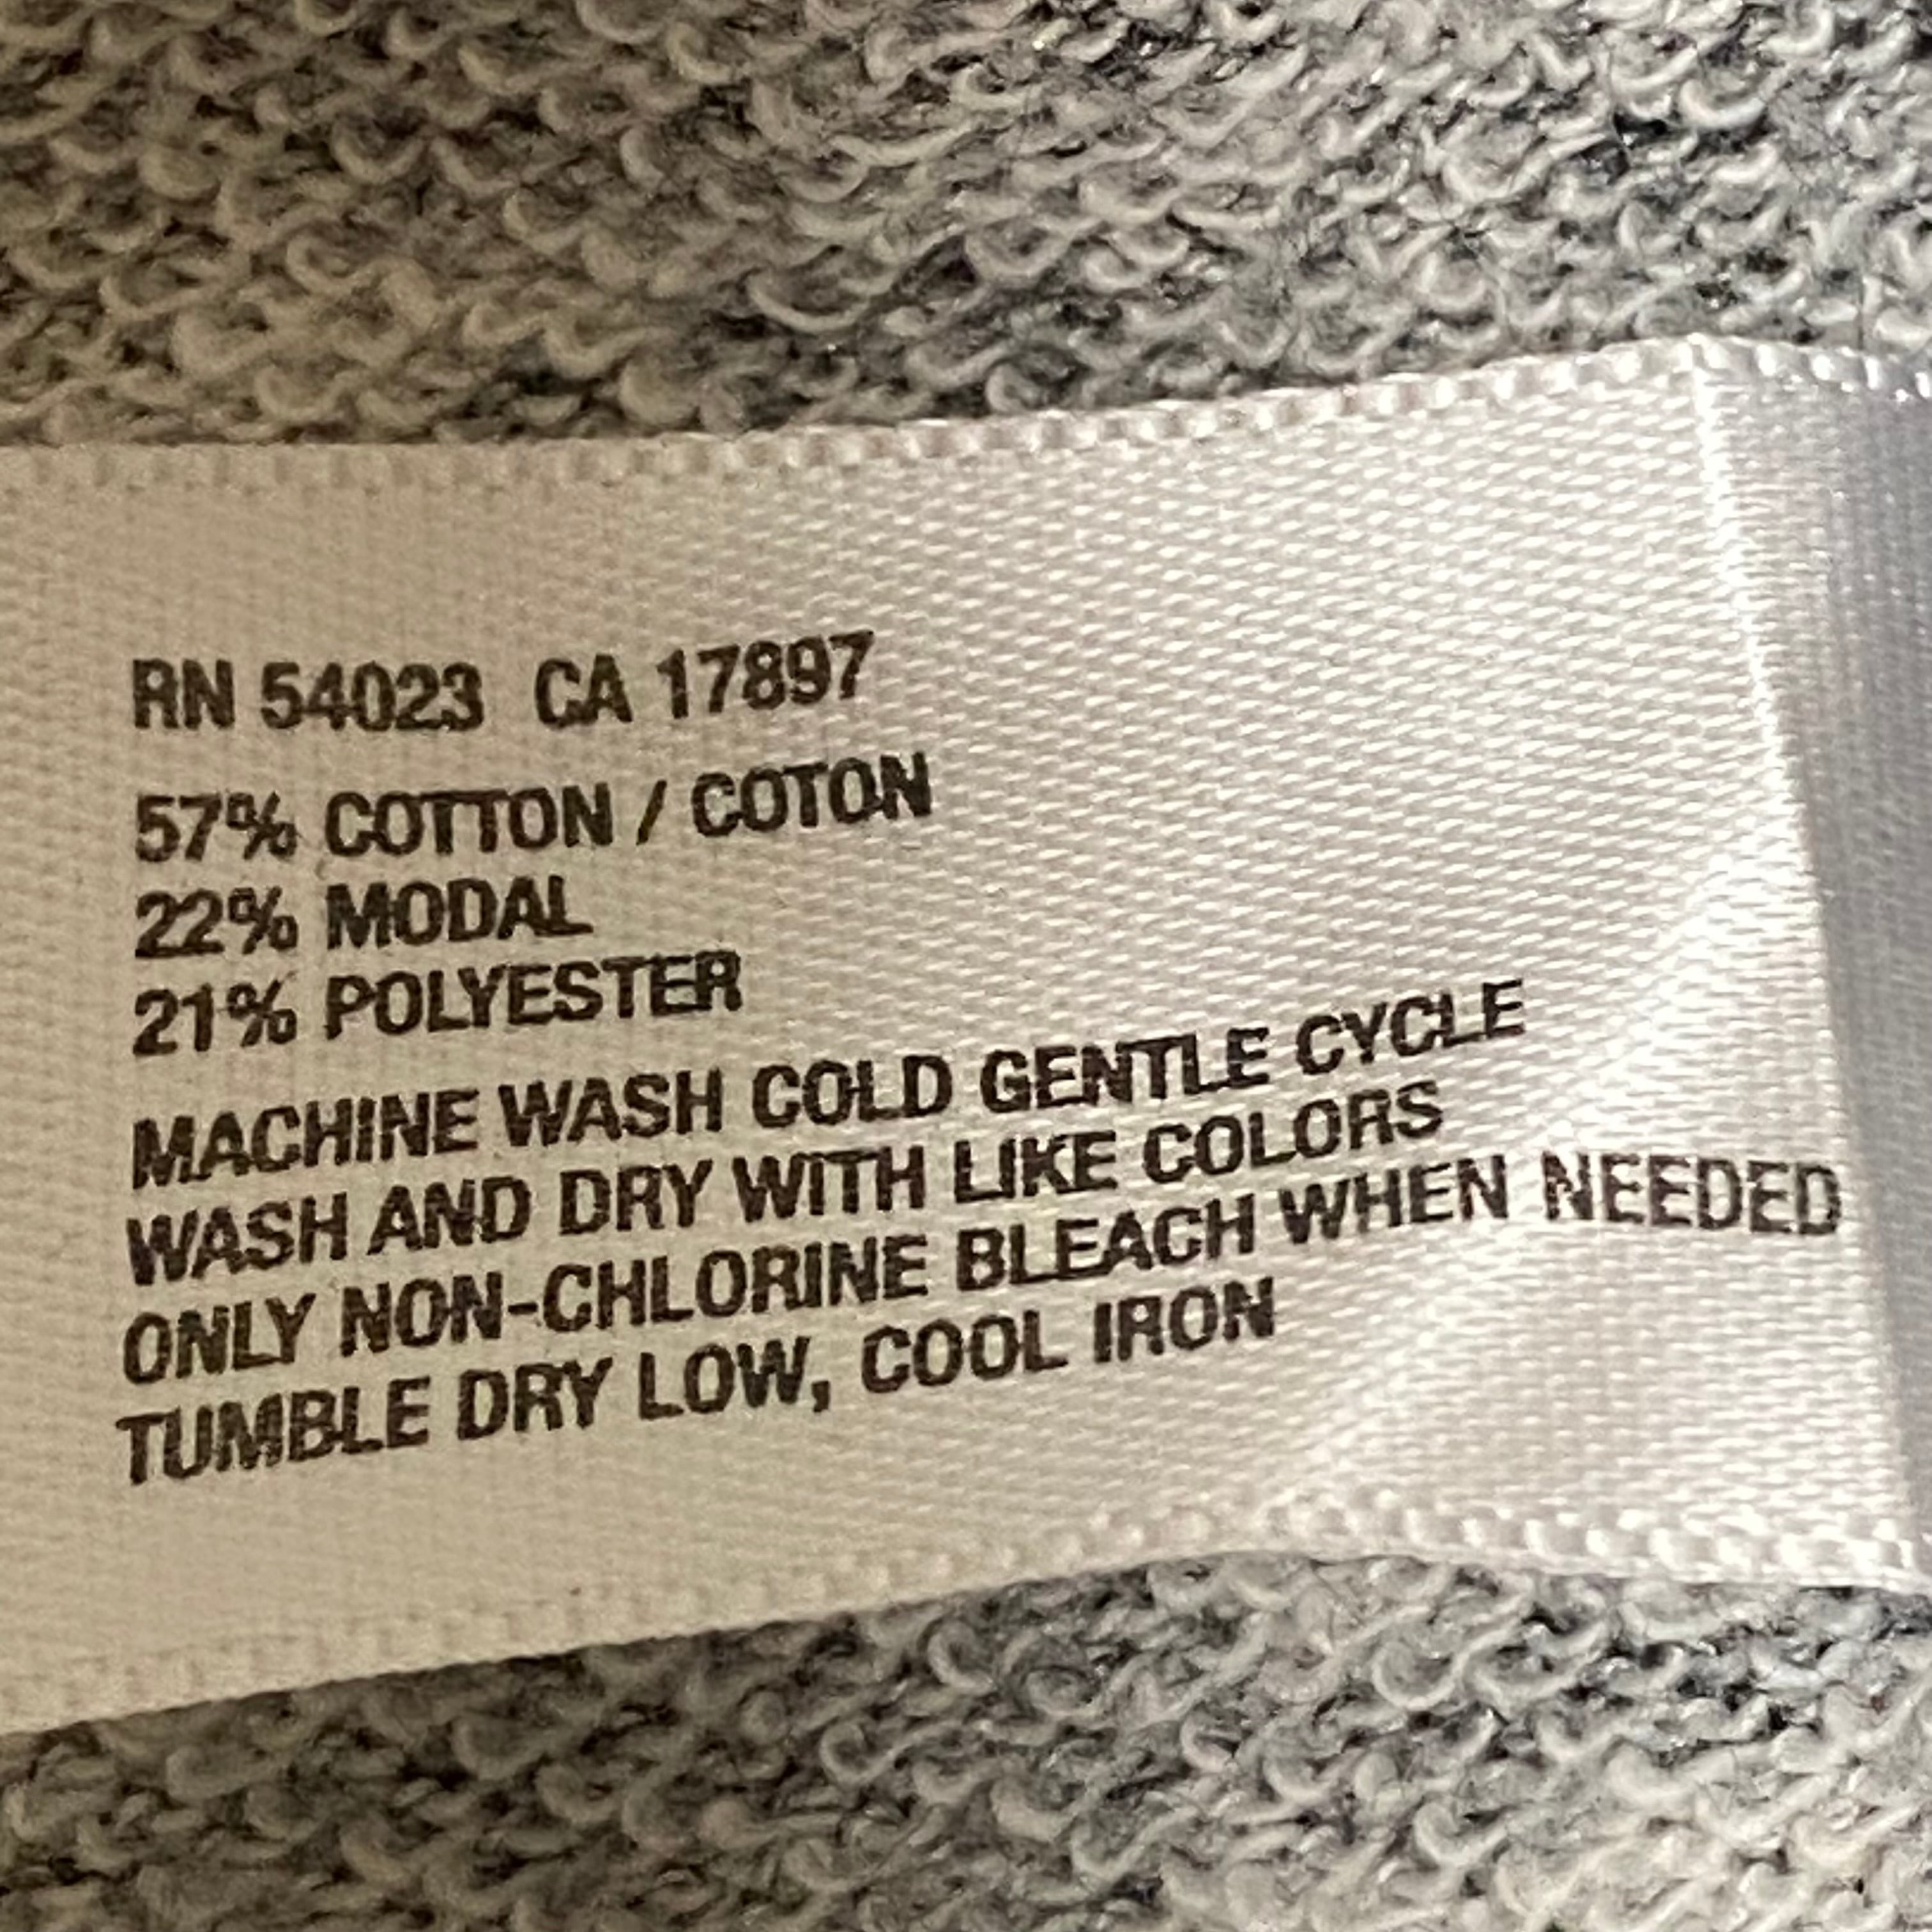 RN 54023 CA 17897
57% COTTON / COTON
22% MODAL
21% POLYESTER
MACHINE WASH COLD GENTLE CYCLE
WASH AND DRY WITH LIKE COLORS
ONLY NON-CHLORINE BLEACH WHEN NEEDED
TUMBLE DRY LOW, COOL IRON